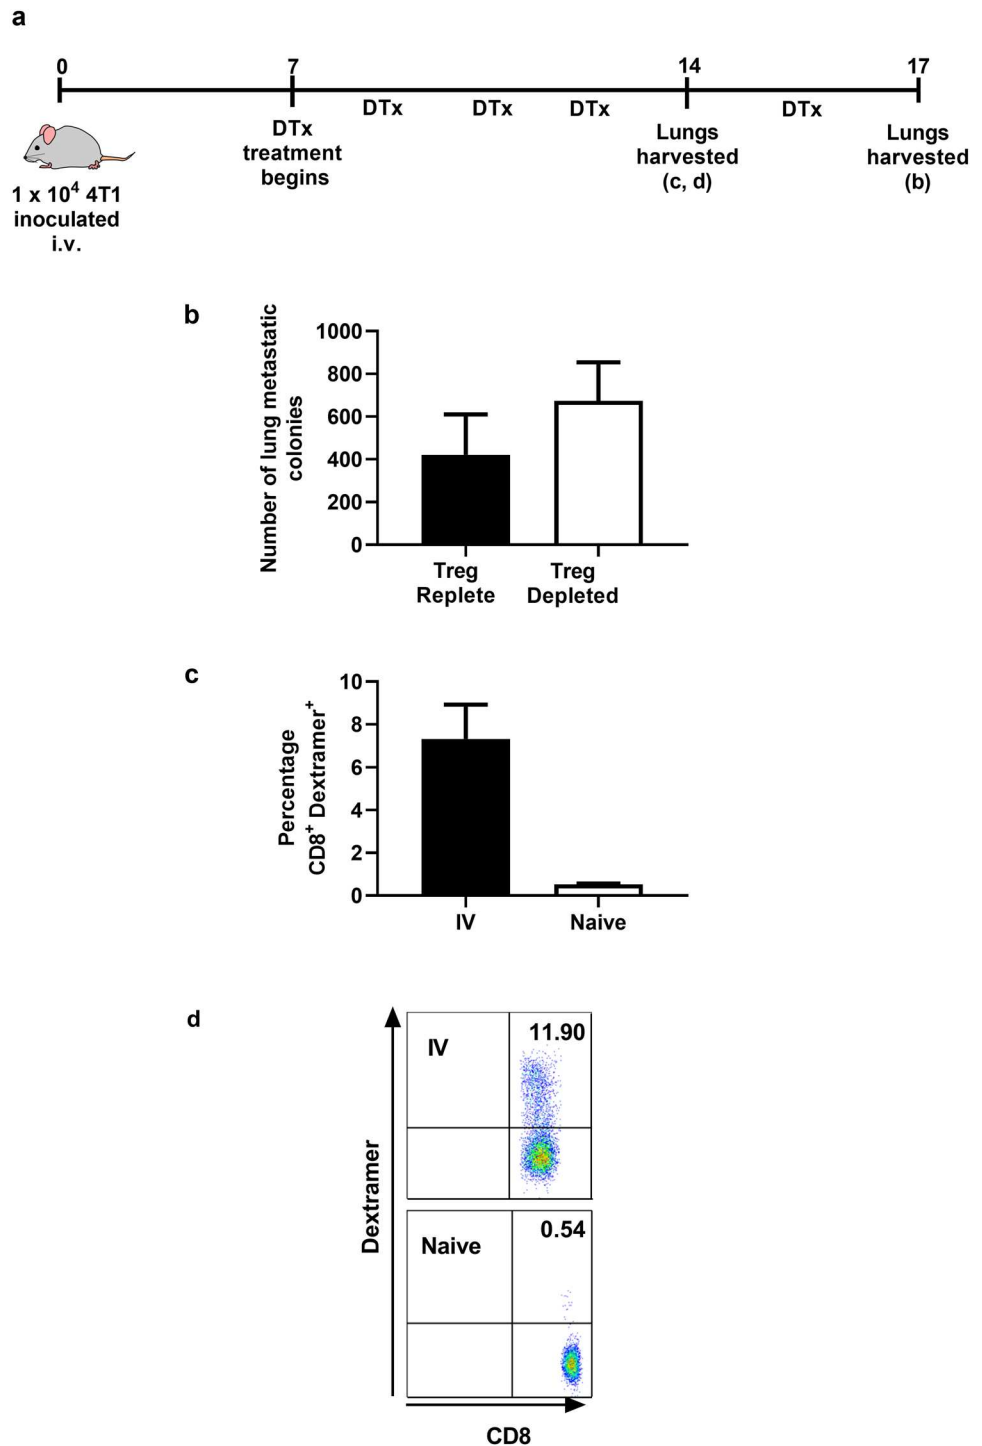 a
0 7 14 17
DTx DTx DTx DTx
DTx
treatment
begins
Lungs
harvested
(c, d)
Lungs
harvested
(b)
1 x 10⁴ 4T1
inoculated
i.v.
b
Number of lung metastatic
colonies
1000
800
600
400
200
0
Treg
Replete
Treg
Depleted
c
Percentage
CD8⁺ Dextramer⁺
10
8
6
4
2
0
IV
Naive
d
Dextramer
IV
11.90
Naive
0.54
CD8